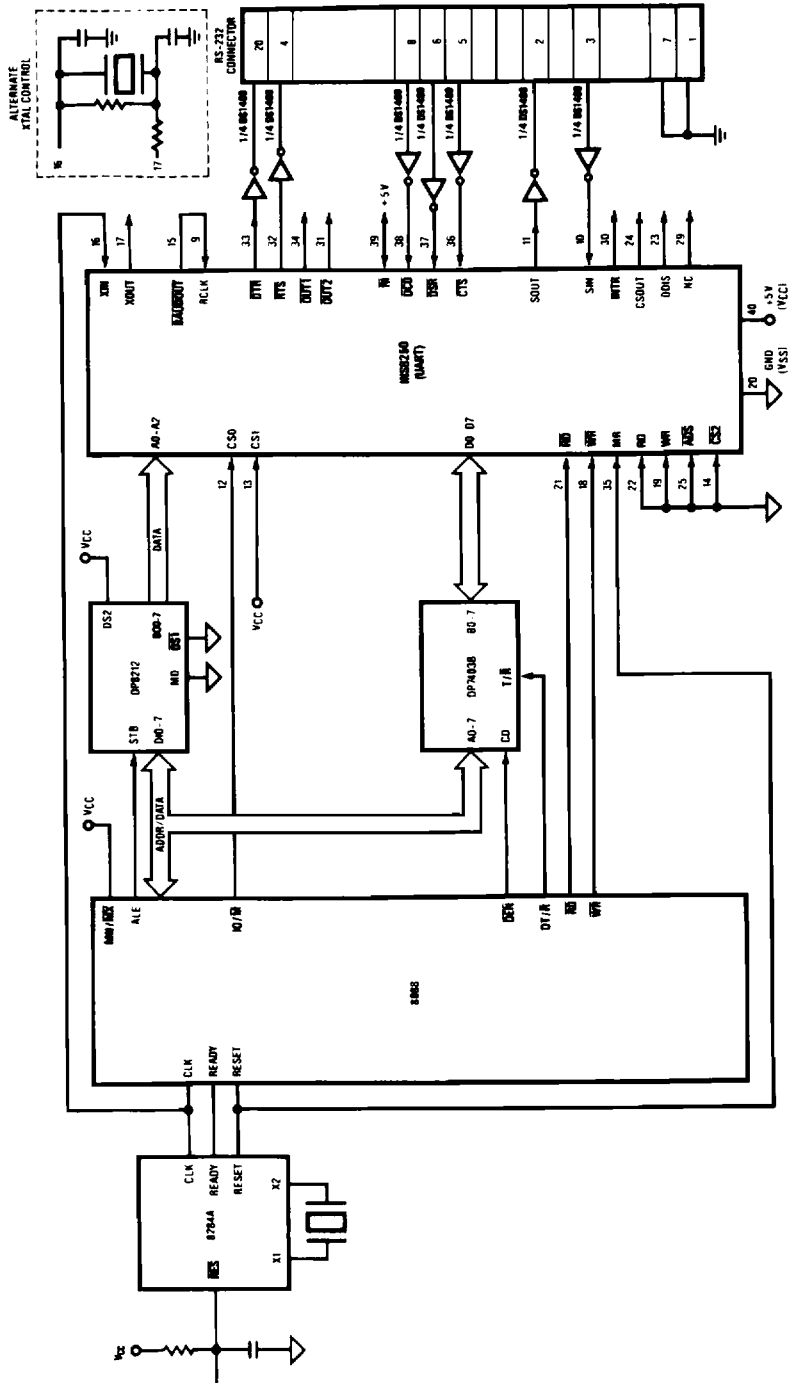 ALTERNATE
XTAL CONTROL
16
17
RS-232
CONNECTOR
20
4
8
6
5
2
3
7
1
1/4 DS1488
1/4 DS1488
1/4 DS1489
1/4 DS1489
1/4 DS1489
1/4 DS1488
1/4 DS1489
XIN
16
XOUT
17
BAUDOUT
15
RCLK
9
DTR
33
RTS
32
OUT1
34
OUT2
31
RI
39
+5V
DCD
38
DSR
37
CTS
36
SOUT
11
SIN
10
INTR
30
CSOUT
24
DDIS
23
NC
29
INS8250
(UART)
A0-A2
CS0
12
CS1
13
VCC
D0 D7
RD
21
WR
18
MR
35
RD
22
WR
19
ADS
25
CS2
14
20
GND
(VSS)
40
+5V
(VCC)
VCC
DS2
DATA
DO0-7
DS1
DP8212
MD
STB
DI0-7
DP7403B
B0-7
A0-7
CD
T/R
VCC
MN/MX
ALE
ADDR/DATA
IO/M
DEN
DT/R
RD
WR
8088
CLK
READY
RESET
CLK
READY
RESET
8284A
RES
X1
X2
VCC